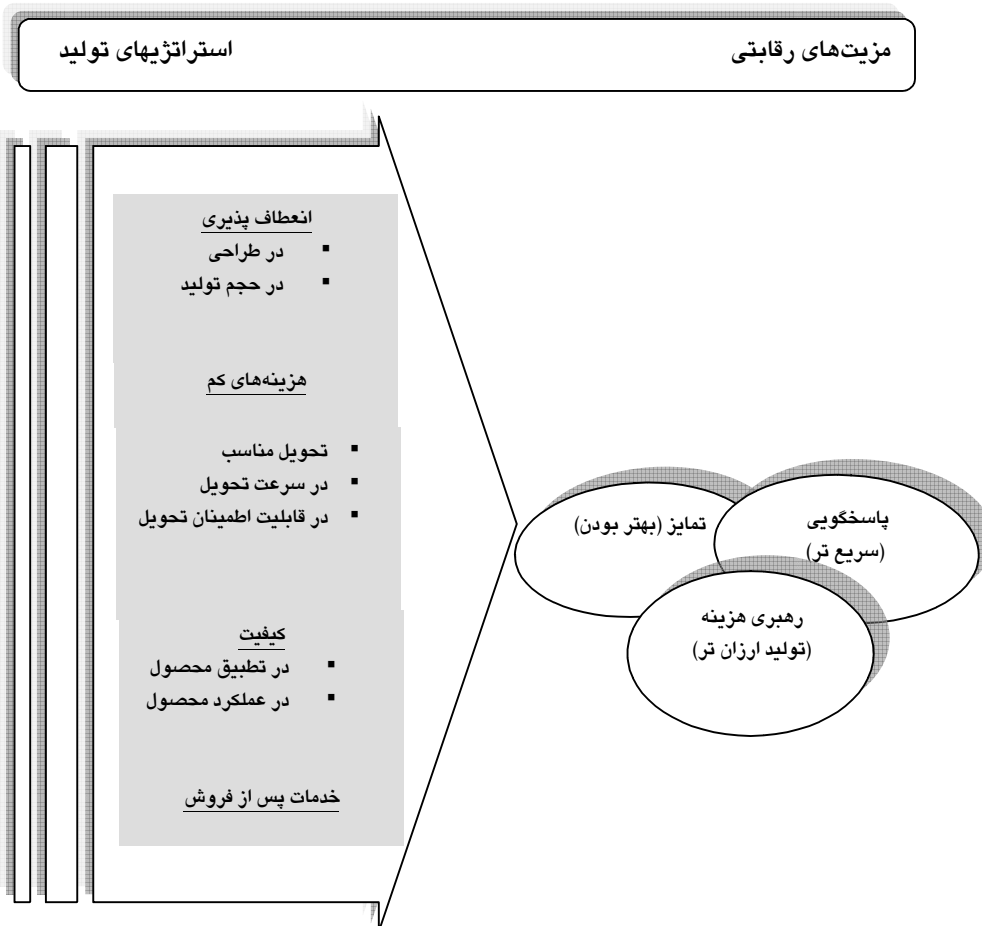 مزیت‌های رقابتی
استراتژیهای تولید
انعطاف پذیری
▪ در طراحی
▪ در حجم تولید
هزینه‌های کم
▪ تحویل مناسب
▪ در سرعت تحویل
▪ در قابلیت اطمینان تحویل
کیفیت
▪ در تطبیق محصول
▪ در عملکرد محصول
خدمات پس از فروش
پاسخگویی
(سریع تر)
تمایز (بهتر بودن)
رهبری هزینه
(تولید ارزان تر)